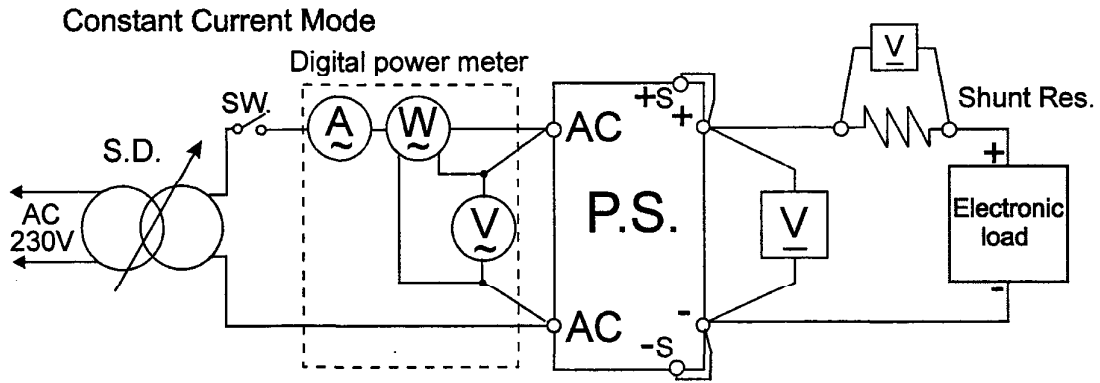 Constant Current Mode
Digital power meter
SW.
S.D.
AC
230V
A
~
W
~
V
~
AC
AC
P.S.
+S
+
-
-S
V
V
Shunt Res.
+
Electronic
load
-